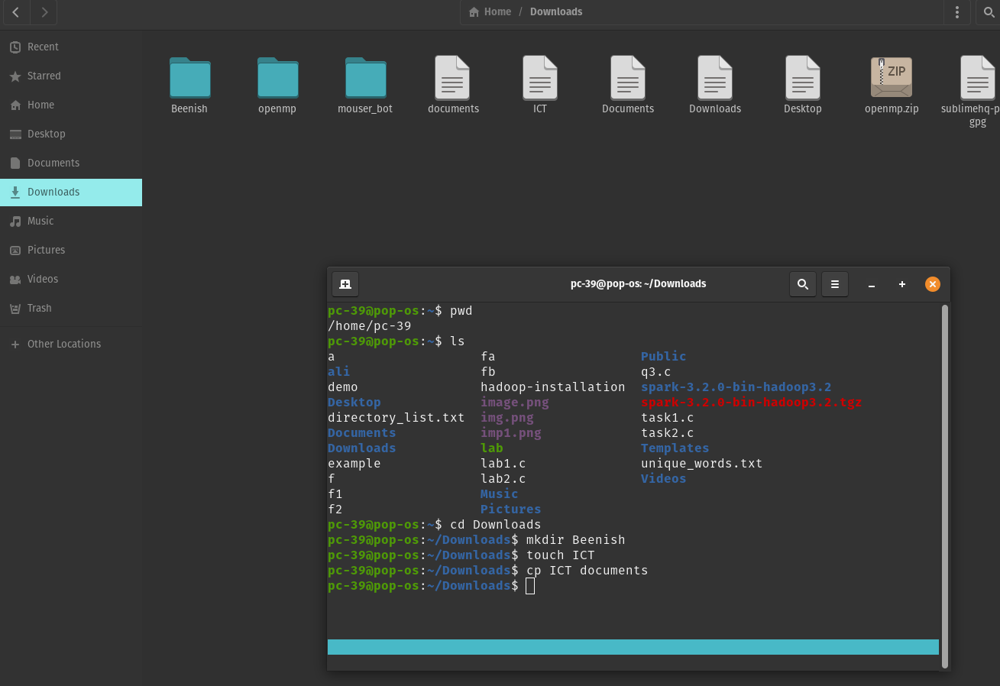 Home / Downloads
Recent
Starred
Home
Desktop
Documents
Downloads
Music
Pictures
Videos
Trash
Other Locations
Beenish
openmp
mouser_bot
documents
ICT
Documents
Downloads
Desktop
ZIP
openmp.zip
sublimehq-p
gpg
pc-39@pop-os: ~/Downloads
pc-39@pop-os:~$ pwd
/home/pc-39
pc-39@pop-os:~$ ls
a fa Public
ali fb q3.c
demo hadoop-installation spark-3.2.0-bin-hadoop3.2
Desktop image.png spark-3.2.0-bin-hadoop3.2.tgz
directory_list.txt img.png task1.c
Documents imp1.png task2.c
Downloads lab Templates
example lab1.c unique_words.txt
f lab2.c Videos
f1 Music
f2 Pictures
pc-39@pop-os:~$ cd Downloads
pc-39@pop-os:~/Downloads$ mkdir Beenish
pc-39@pop-os:~/Downloads$ touch ICT
pc-39@pop-os:~/Downloads$ cp ICT documents
pc-39@pop-os:~/Downloads$